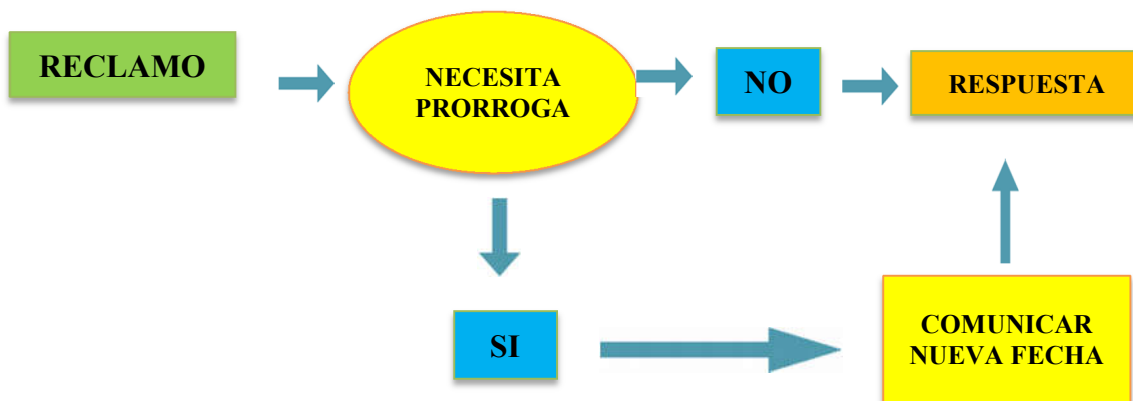 RECLAMO
NECESITA
PRORROGA
NO
RESPUESTA
SI
COMUNICAR
NUEVA FECHA